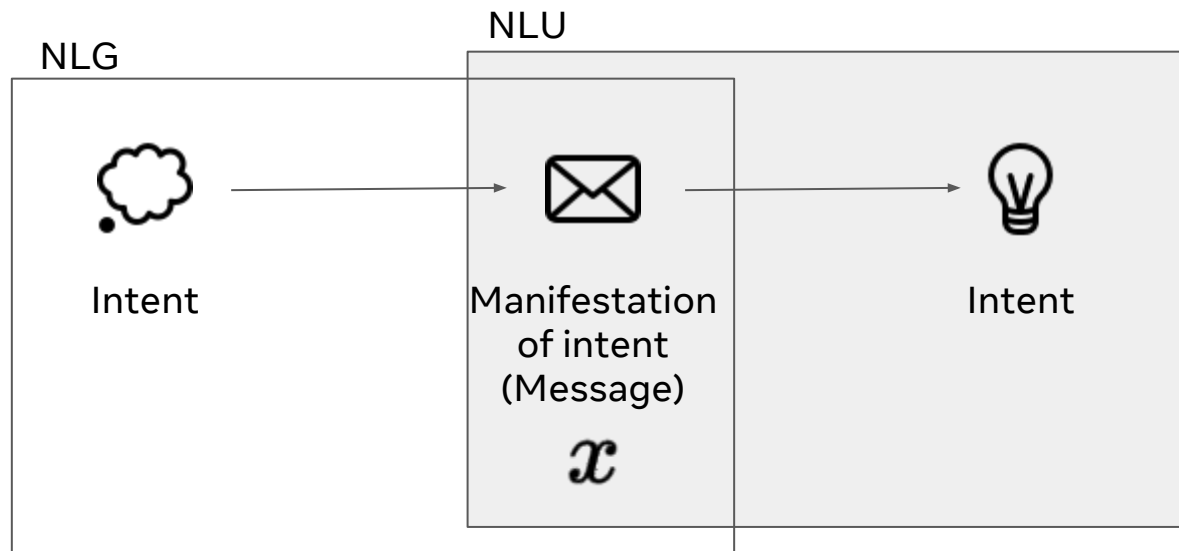 NLU
NLG
Intent
Manifestation
of intent
(Message)
Intent
x